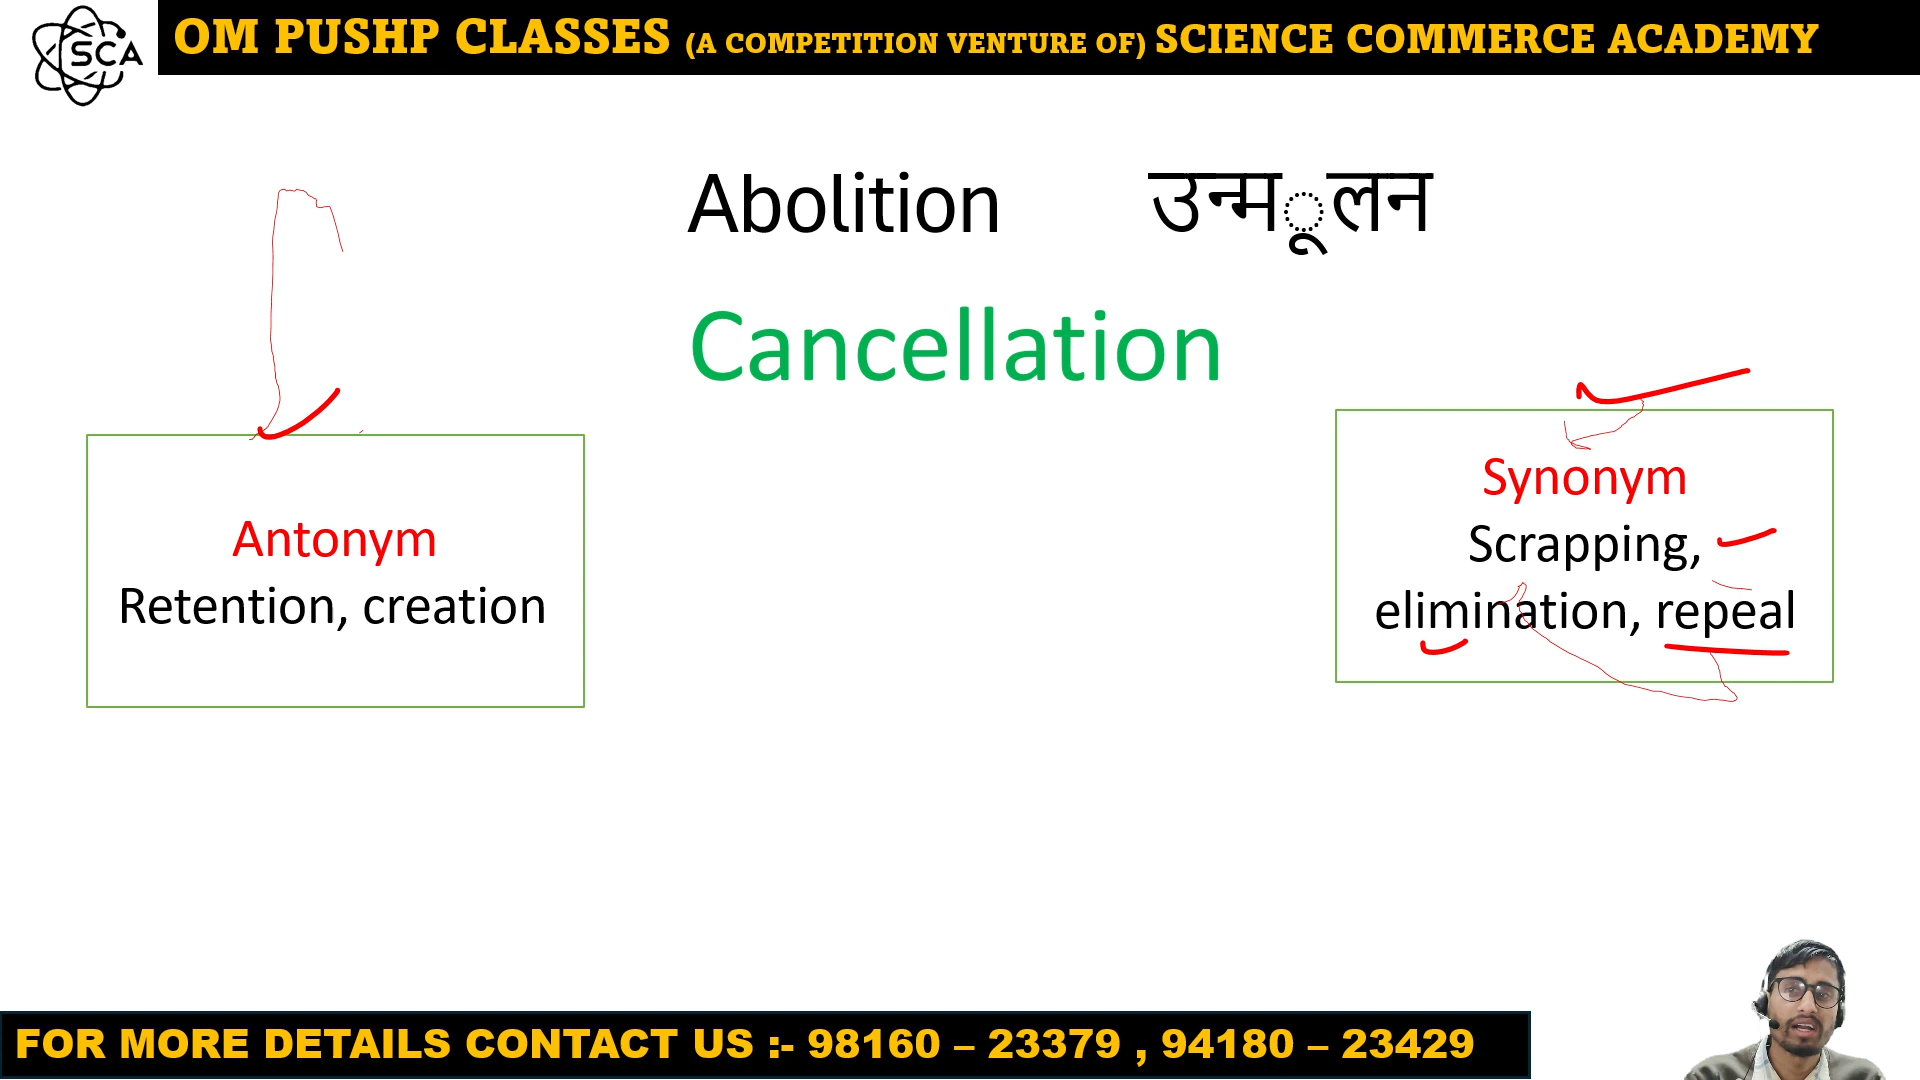 SCA
OM PUSHP CLASSES (A COMPETITION VENTURE OF) SCIENCE COMMERCE ACADEMY
Abolition उन्मूलन
Cancellation
Antonym
Retention, creation
Synonym
Scrapping,
elimination, repeal
FOR MORE DETAILS CONTACT US :- 98160 – 23379 , 94180 – 23429